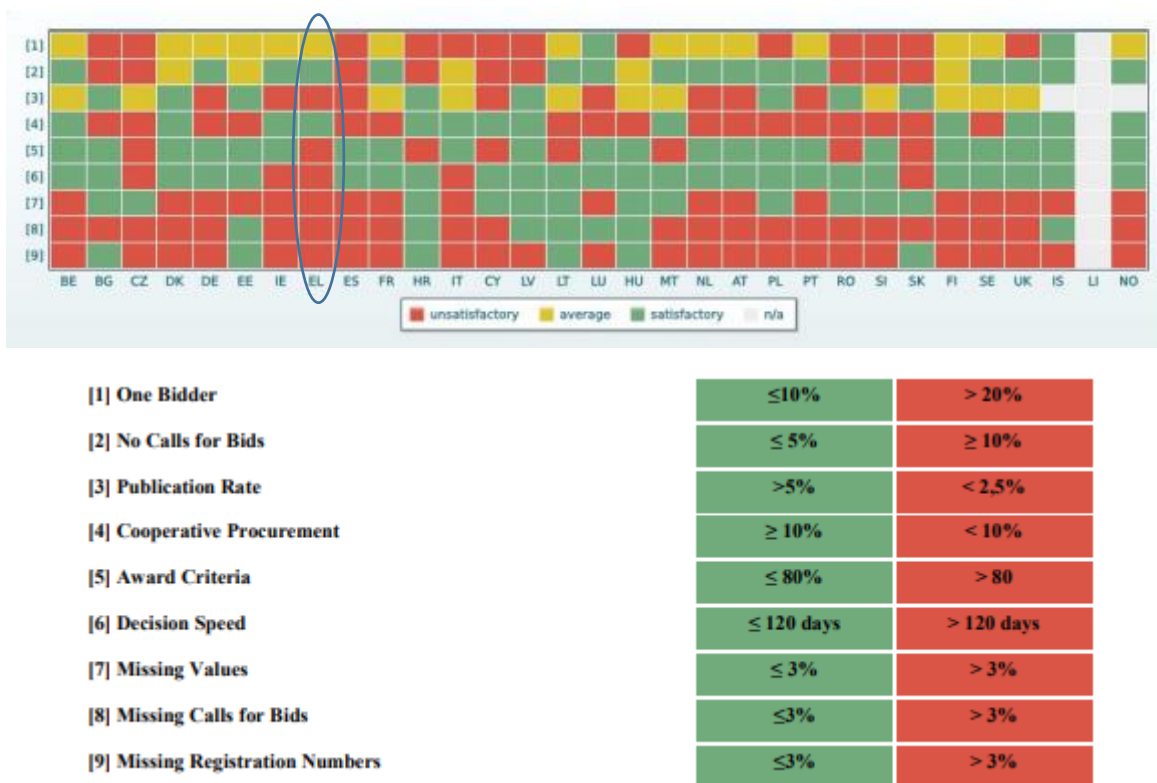 [1]
[2]
[3]
[4]
[5]
[6]
[7]
[8]
[9]
BE BG CZ DK DE EE IE EL ES FR HR IT CY LV LT LU HU MT NL AT PL PT RO SI SK FI SE UK IS LI NO
unsatisfactory average satisfactory n/a
[1] One Bidder ≤10% > 20%
[2] No Calls for Bids ≤ 5% ≥ 10%
[3] Publication Rate >5% < 2,5%
[4] Cooperative Procurement ≥ 10% < 10%
[5] Award Criteria ≤ 80% > 80
[6] Decision Speed ≤ 120 days > 120 days
[7] Missing Values ≤ 3% > 3%
[8] Missing Calls for Bids ≤3% > 3%
[9] Missing Registration Numbers ≤3% > 3%